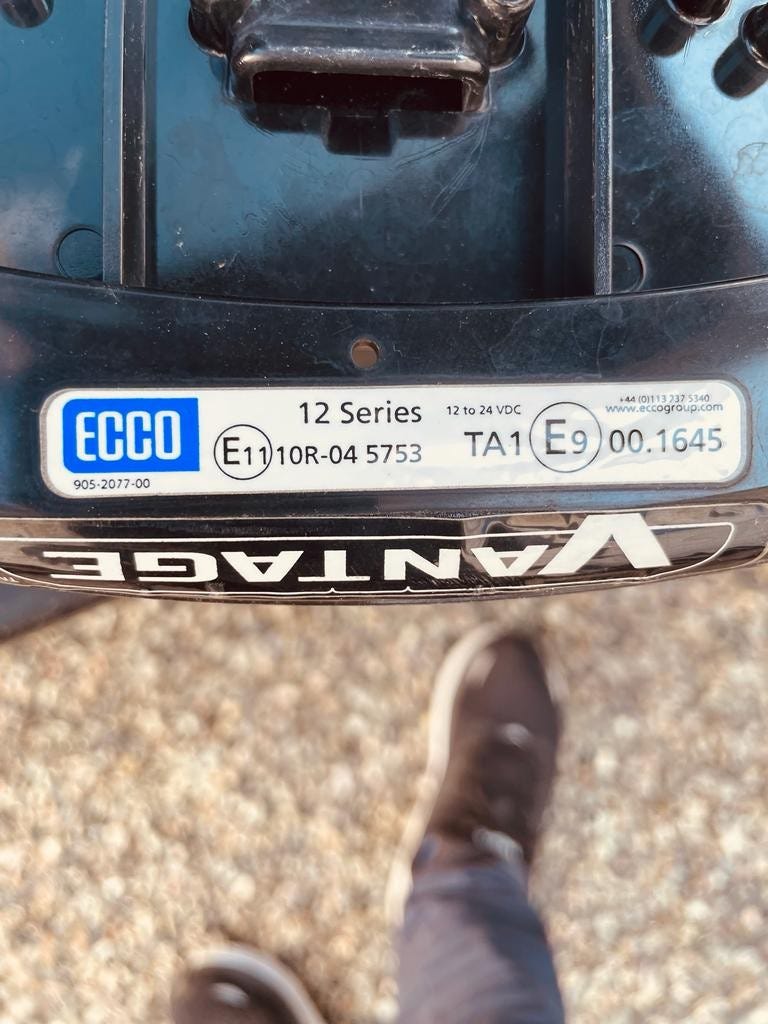 ECCO
12 Series
12 to 24 VDC
+44 (0)113 237 5340
www.eccogroup.com
E11 10R-04 5753
TA1 E9 00.1645
905-2077-00
VANTAGE